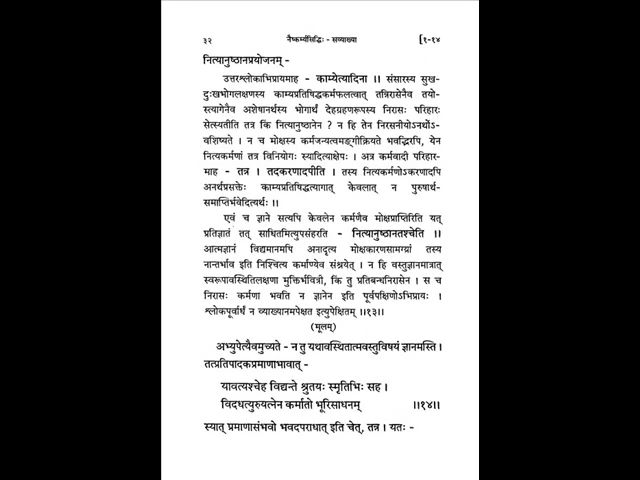 ३२ नैष्कर्म्यसिद्धिः - सव्याख्या [१-१४
नित्यानुष्ठानप्रयोजनम् -
उत्तरश्लोकाभिप्रायमाह - काम्येत्यादिना ॥ संसारस्य सुख-
दुःखभोगलक्षणस्य काम्यप्रतिषिद्धकर्मफलत्वात् तन्निरासेनैव तयो-
स्त्यागेनैव अशेषानर्थस्य भोगार्थं देहग्रहणरूपस्य निरासः परिहारः
सेत्स्यतीति तत्र किं नित्यानुष्ठानेन ? न हि तेन निरसनीयोऽनर्थोऽ-
वशिष्यते । न च मोक्षस्य कर्मजन्यत्वमङ्गीक्रियते भवद्भिरपि, येन
नित्यकर्मणां तत्र विनियोगः स्यादित्याक्षेपः । अत्र कर्मवादी परिहार-
माह - तन्न । तदकरणादपीति । तस्य नित्यकर्मणोऽकरणादपि
अनर्थप्रसक्तेः काम्यप्रतिषिद्धत्यागात् केवलात् न पुरुषार्थ-
समाप्तिर्भवेदित्यर्थः ॥
एवं च ज्ञाने सत्यपि केवलेन कर्मणैव मोक्षप्राप्तिरिति यत्
प्रतिज्ञातं तत् साधितमित्युपसंहरति - नित्यानुष्ठानतश्चेति ॥
आत्मज्ञानं विद्यमानमपि अनादृत्य मोक्षकारणसामग्र्यां तस्य
नान्तर्भाव इति निश्चित्य कर्माण्येव संश्रयेत् । न हि वस्तुज्ञानमात्रात्
स्वरूपावस्थितिलक्षणा मुक्तिर्भवित्री, किं तु प्रतिबन्धनिरासेन । स च
निरासः कर्मणा भवति न ज्ञानेन इति पूर्वपक्षिणोऽभिप्रायः ।
श्लोकपूर्वार्धं न व्याख्यानमपेक्षत इत्युपेक्षितम् ॥१३॥
(मूलम्)
अभ्युपेत्यैवमुच्यते - न तु यथावस्थितात्मवस्तुविषयं ज्ञानमस्ति ।
तत्प्रतिपादकप्रमाणाभावात् -
यावत्यश्चेह विद्यन्ते श्रुतयः स्मृतिभिः सह ।
विदधत्युरुयत्नेन कर्मातो भूरिसाधनम् ॥१४॥
स्यात् प्रमाणासंभवो भवदपराधात् इति चेत्, तन्न । यतः -